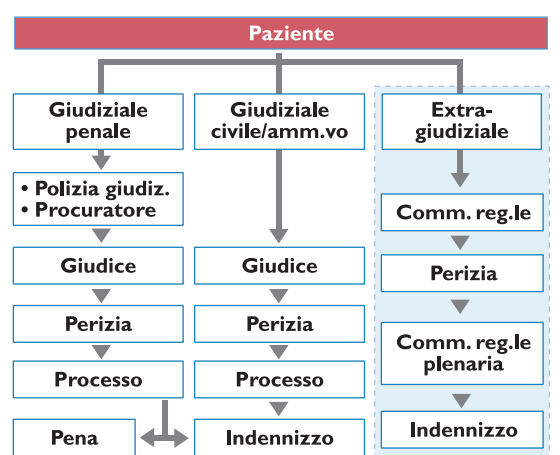 Paziente
Giudiziale
penale
• Polizia giudiz.
• Procuratore
Giudice
Perizia
Processo
Pena
Giudiziale
civile/amm.vo
Giudice
Perizia
Processo
Indennizzo
Extra-
giudiziale
Comm. reg.le
Perizia
Comm. reg.le
plenaria
Indennizzo